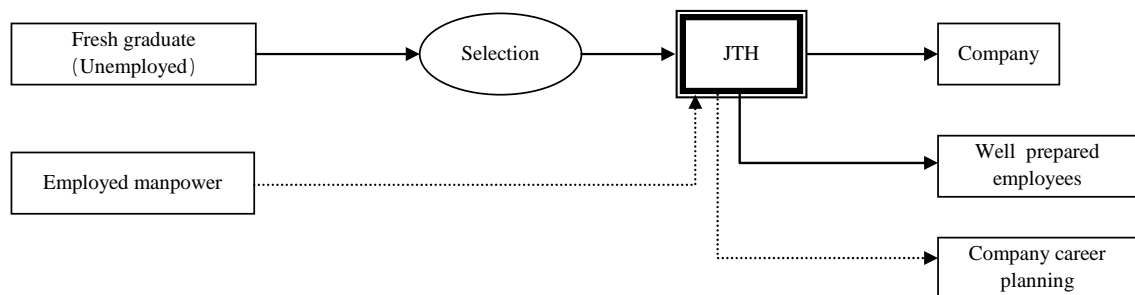 Fresh graduate
(Unemployed)
Selection
JTH
Company
Employed manpower
Well prepared
employees
Company career
planning